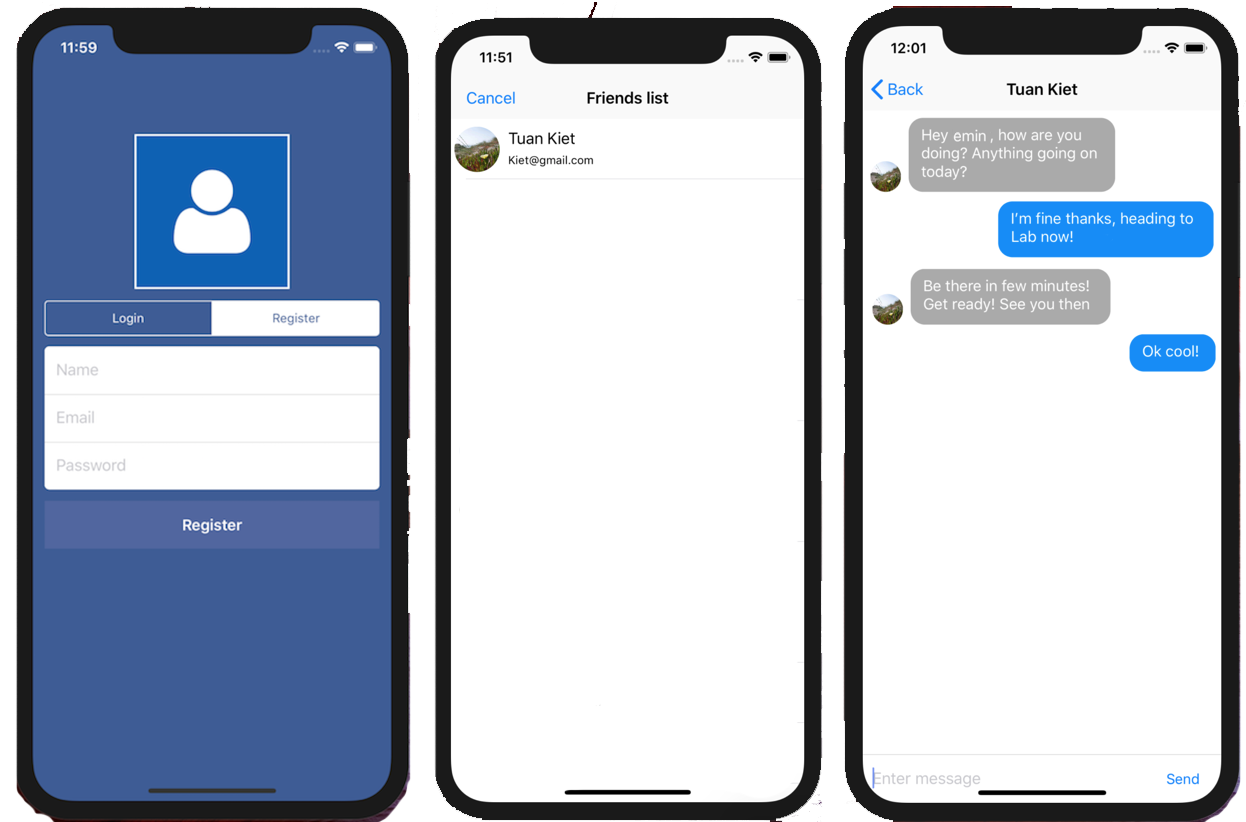 11:59
Login
Register
Name
Email
Password
Register
11:51
Cancel
Friends list
Tuan Kiet
Kiet@gmail.com
12:01
Back
Tuan Kiet
Hey emin , how are you
doing? Anything going on
today?
I'm fine thanks, heading to
Lab now!
Be there in few minutes!
Get ready! See you then
Ok cool!
Enter message
Send